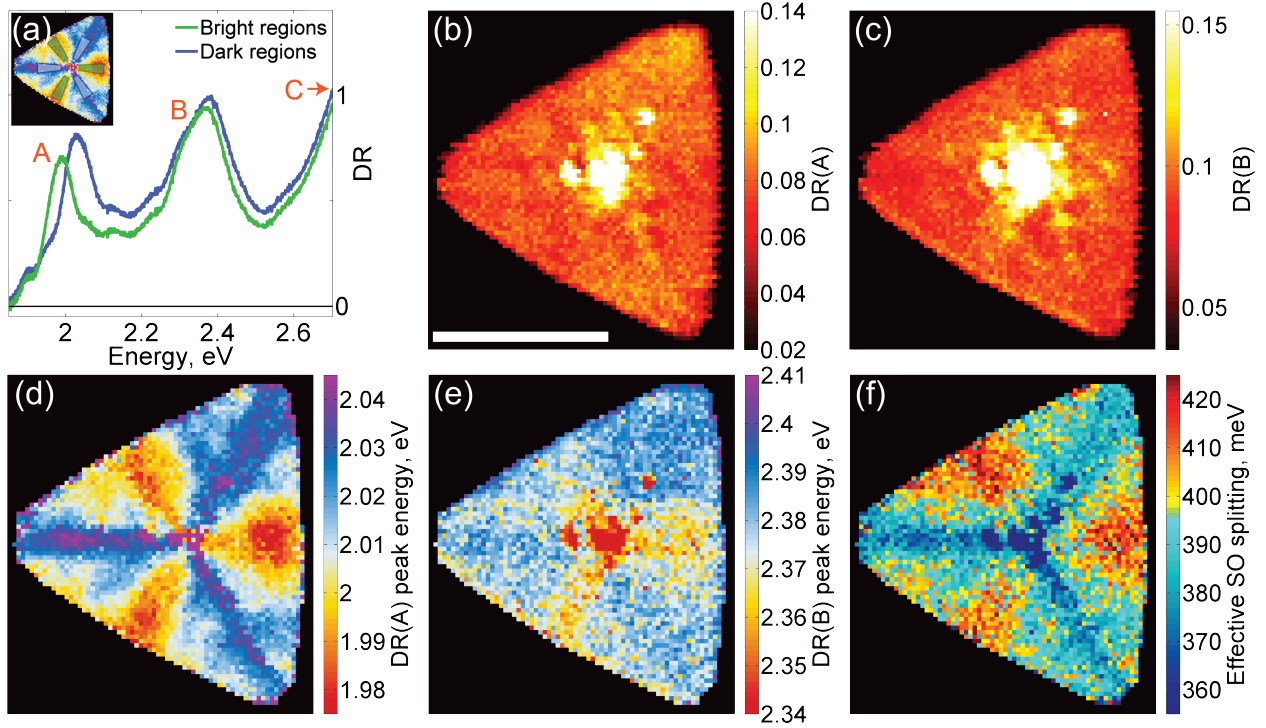 (a)
Bright regions
Dark regions
A
B
C
1
DR
0
2
2.2
2.4
2.6
Energy, eV
(b)
0.14
0.12
0.1
0.08
0.06
0.04
0.02
DR(A)
(c)
0.15
0.1
0.05
DR(B)
(d)
2.04
2.03
2.02
2.01
2
1.99
1.98
DR(A) peak energy, eV
(e)
2.41
2.4
2.39
2.38
2.37
2.36
2.35
2.34
DR(B) peak energy, eV
(f)
420
410
400
390
380
370
360
350
Effective SO splitting, meV